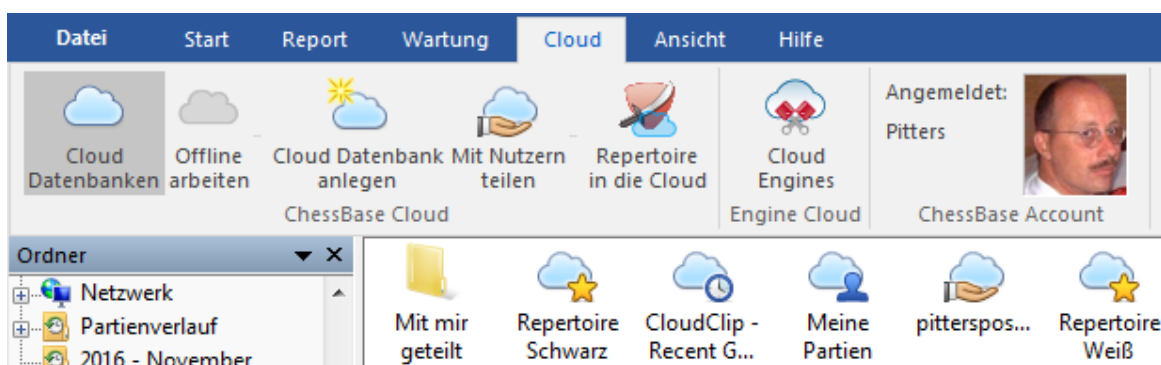 Datei Start Report Wartung Cloud Ansicht Hilfe
Cloud Datenbanken
Offline arbeiten
Cloud Datenbank anlegen
Mit Nutzern teilen
Repertoire in die Cloud
Cloud Engines
Angemeldet:
Pitters
ChessBase Cloud
Engine Cloud
ChessBase Account
Ordner
Netzwerk
Partienverlauf
2016 - November
Mit mir geteilt
Repertoire Schwarz
CloudClip - Recent G...
Meine Partien
pitterspos...
Repertoire Weiß